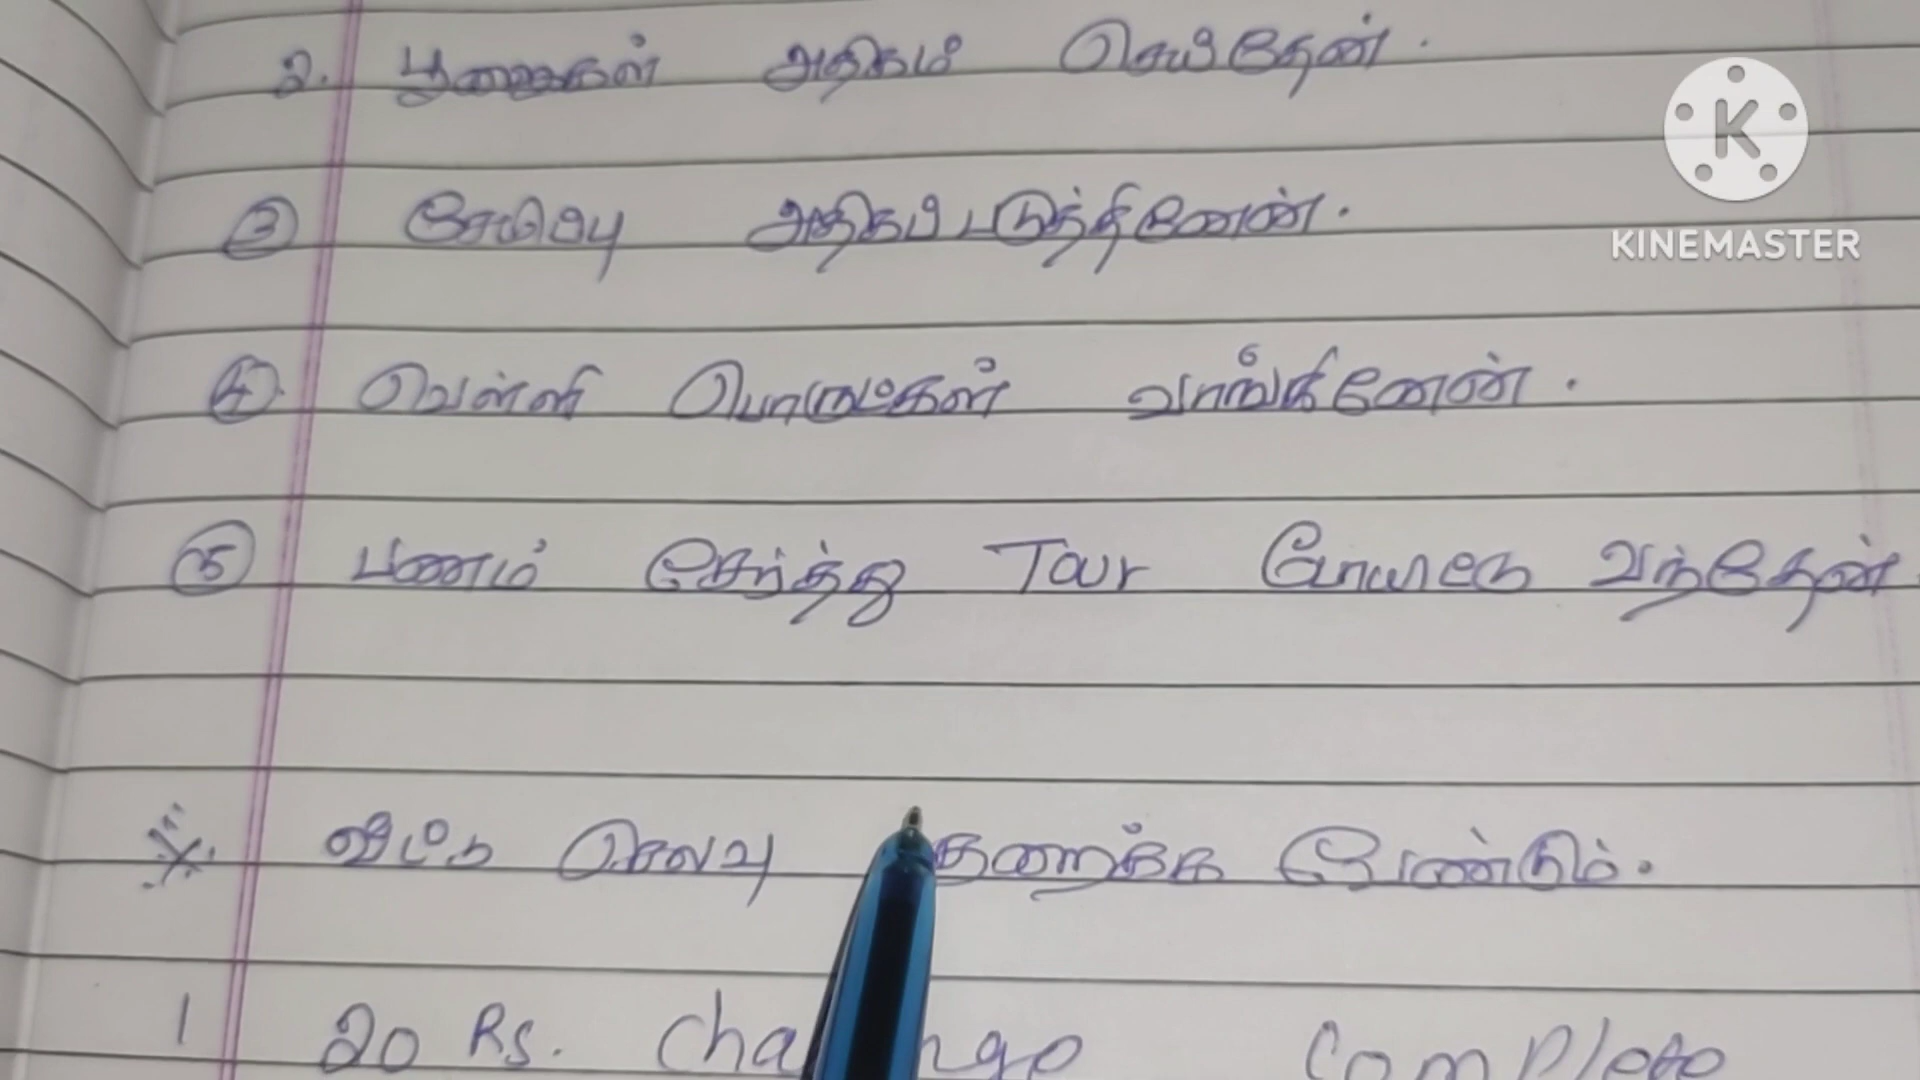 2. பூஜைகள் அதிகம் செய்தேன்.
K
③ சேமிப்பு அதிகப்படுத்தினேன்.
KINEMASTER
④ வெள்ளி பொருட்கள் வாங்கினேன்.
⑤ பணம் சேர்த்து Tour போயிட்டு வந்தேன்
※ வீட்டு செலவு குறைக்க வேண்டும்.
1 20 Rs. Complete